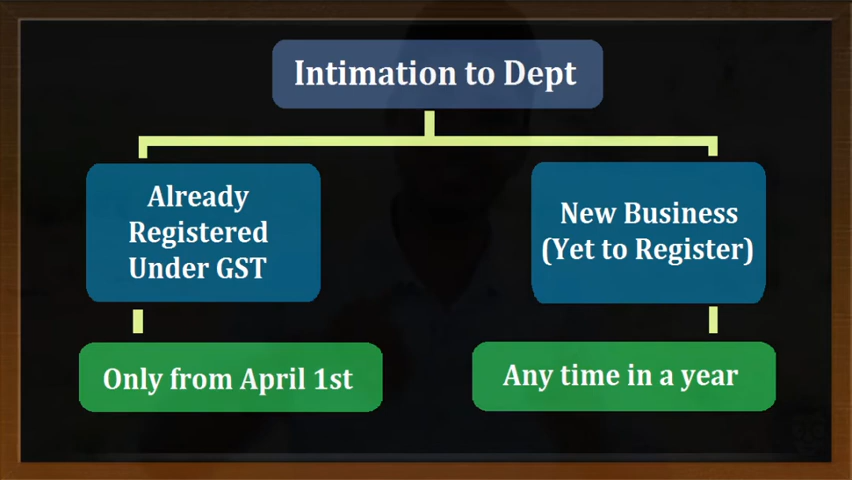 Intimation to Dept
Already
Registered
Under GST
New Business
(Yet to Register)
Only from April 1st
Any time in a year